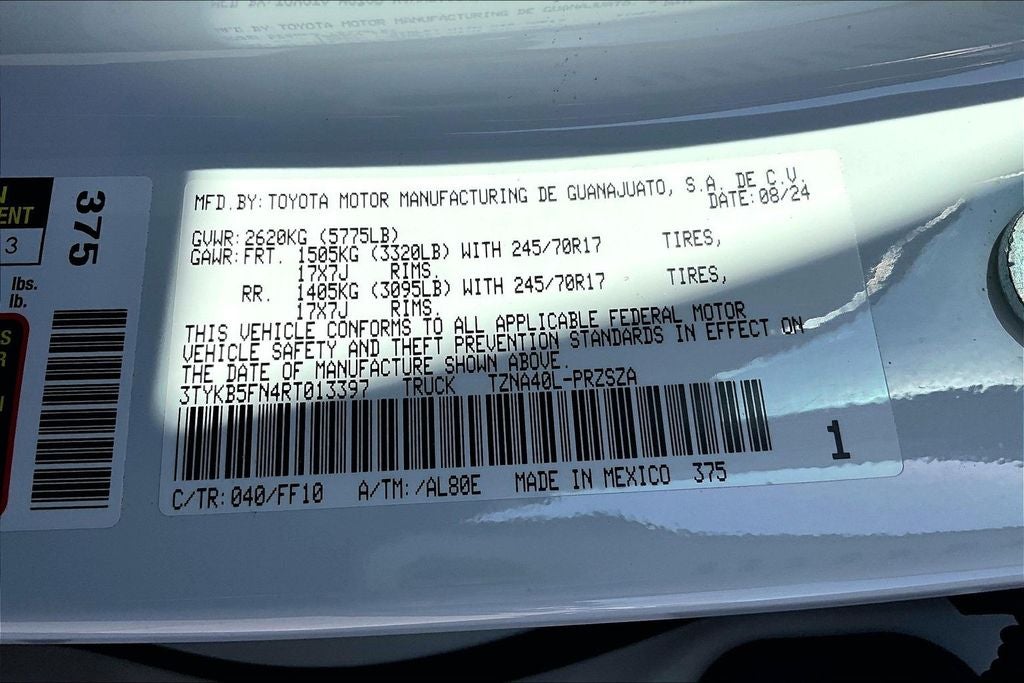 MFD.BY: TOYOTA MOTOR MANUFACTURING DE GUANAJUATO, S.A. DE C.V.
DATE: 08/24
GVWR: 2620KG (5775LB)
GAWR: FRT. 1505KG (3320LB) WITH 245/70R17 TIRES,
17X7J RIMS.
RR. 1405KG (3095LB) WITH 245/70R17 TIRES,
17X7J RIMS.
THIS VEHICLE CONFORMS TO ALL APPLICABLE FEDERAL MOTOR
VEHICLE SAFETY AND THEFT PREVENTION STANDARDS IN EFFECT ON
THE DATE OF MANUFACTURE SHOWN ABOVE.
3TYKB5FN4RT013397 TRUCK TZNA40L-PRZSZA
1
C/TR: 040/FF10 A/TM: /AL80E MADE IN MEXICO 375
375
3
lbs.
lb.